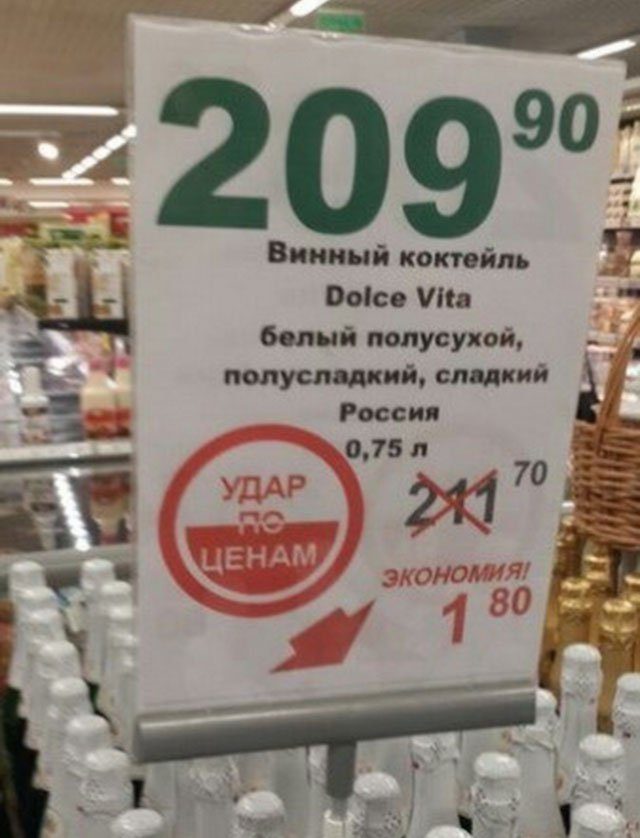 209 90
Винный коктейль
Dolce Vita
белый полусухой,
полусладкий, сладкий
Россия
0,75 л
УДАР
ПО
ЦЕНАМ
211 70
ЭКОНОМИЯ!
1 80